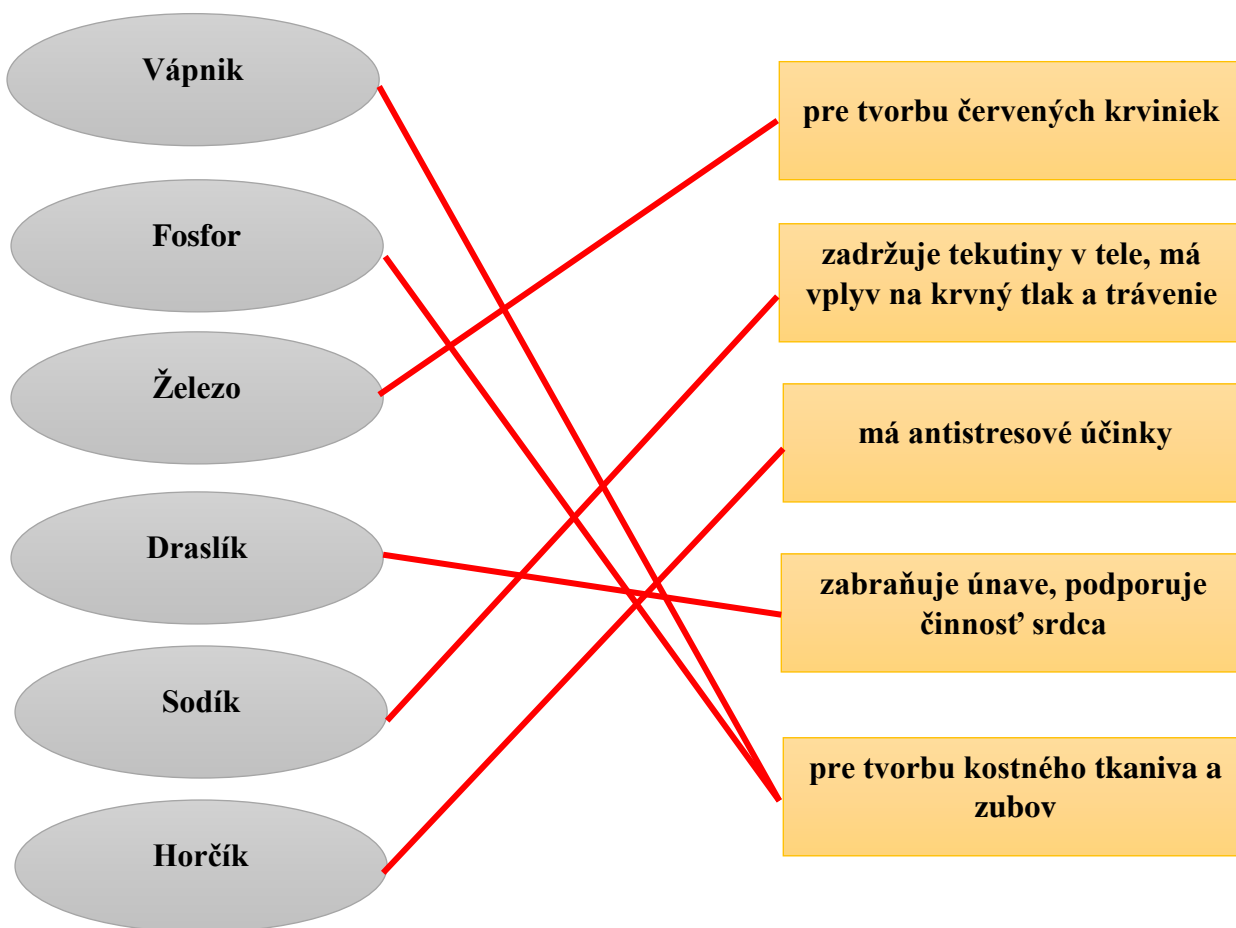 Vápnik
Fosfor
Železo
Draslík
Sodík
Horčík
pre tvorbu červených krviniek
zadržuje tekutiny v tele, má
vplyv na krvný tlak a trávenie
má antistresové účinky
zabraňuje únave, podporuje
činnosť srdca
pre tvorbu kostného tkaniva a
zubov